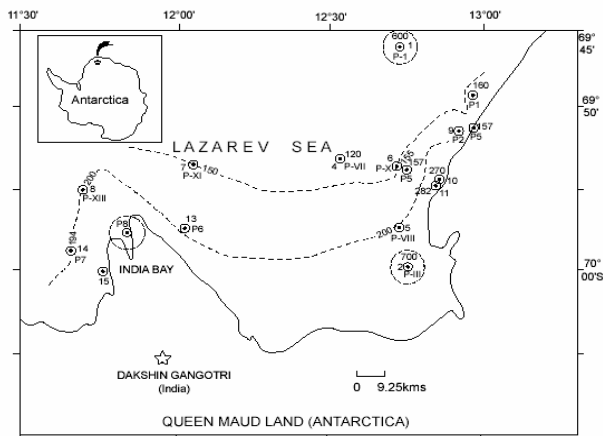 11°30' 12°00' 12°30' 13°00'
69° 45'
600
1
P-1
Antarctica
160
P1
69° 50'
LAZAREV SEA
9
P2
157
P5
120
4 P-VII
6
P-X
155
157
P5
7
P-XI
150
270
10
282
11
200
8
P-XIII
13
P6
P8
200
5
P-VIII
194
14
P7
700
2
P-III
INDIA BAY
15
70° 00'S
DAKSHIN GANGOTRI
(India)
0 9.25kms
QUEEN MAUD LAND (ANTARCTICA)